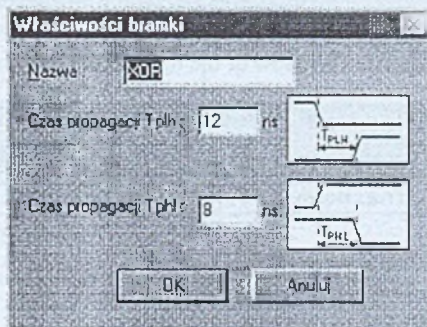 Właściwości bramki
Nazwa XOR
Czas propagacji Tplh: 12 ns
TPLH
Czas propagacji Tphl: 8 ns.
TPHL
OK Anuluj